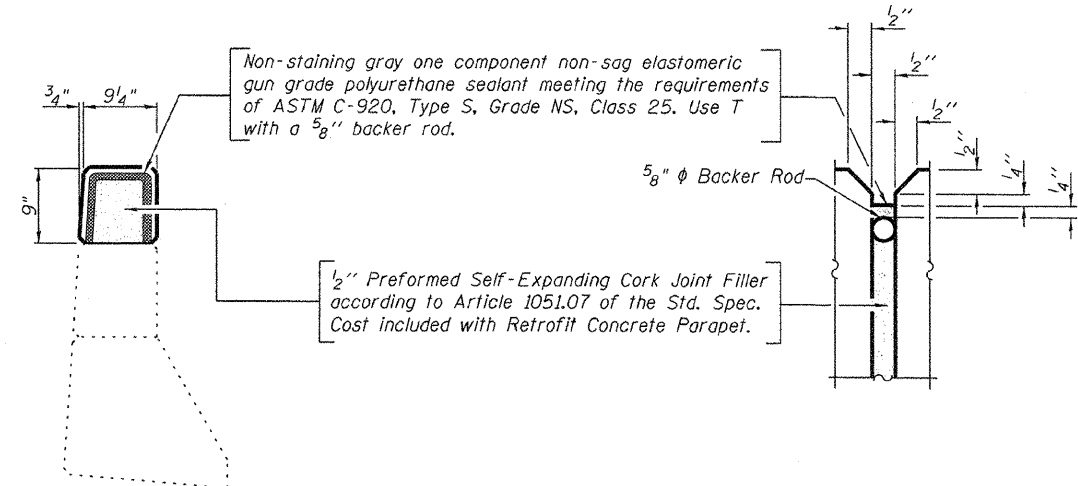 1/2"
Non-staining gray one component non-sag elastomeric
gun grade polyurethane sealant meeting the requirements
of ASTM C-920, Type S, Grade NS, Class 25. Use T
with a 5/8" backer rod.
1/2"
1/2"
3/4"
9 1/4"
1/2"
1/4"
1/4"
5/8" ϕ Backer Rod
9"
1/2" Preformed Self-Expanding Cork Joint Filler
according to Article 1051.07 of the Std. Spec.
Cost included with Retrofit Concrete Parapet.